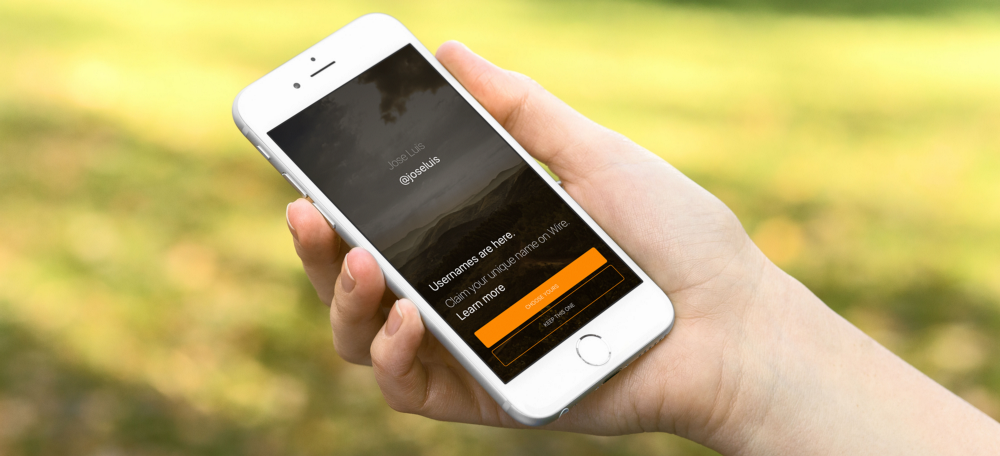 Jose Luis
@joseluis
Usernames are here.
Claim your unique name on Wire.
Learn more
CHOOSE YOURS
KEEP THIS ONE